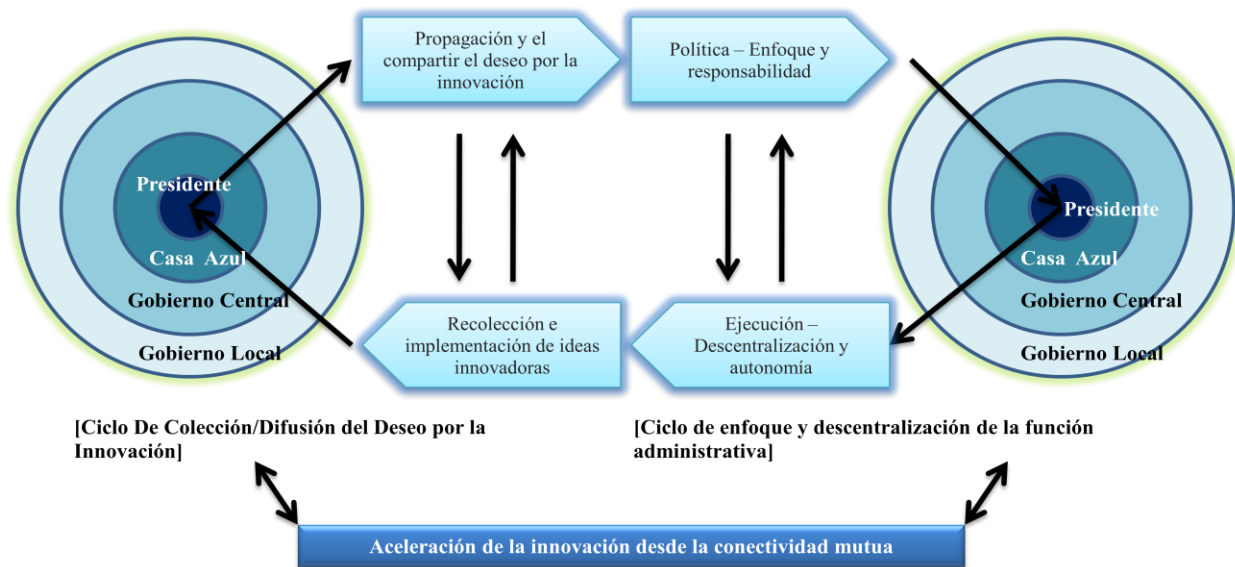 Propagación y el
compartir el deseo por la
innovación
Política – Enfoque y
responsabilidad
Presidente
Casa Azul
Gobierno Central
Gobierno Local
Presidente
Casa Azul
Gobierno Central
Gobierno Local
Recolección e
implementación de ideas
innovadoras
Ejecución –
Descentralización y
autonomía
[Ciclo De Colección/Difusión del Deseo por la
Innovación]
[Ciclo de enfoque y descentralización de la función
administrativa]
Aceleración de la innovación desde la conectividad mutua